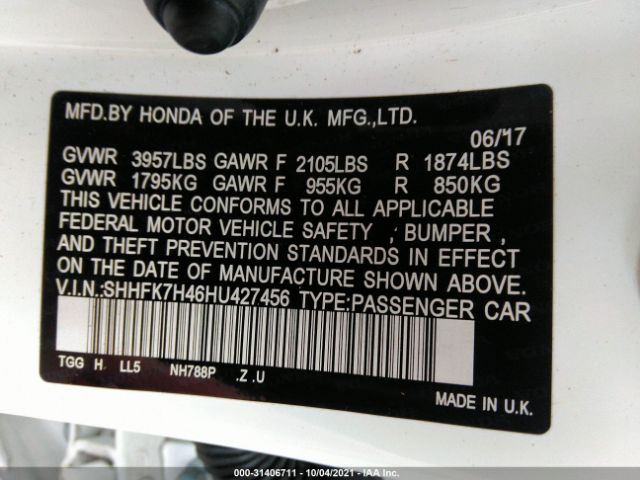 MFD.BY HONDA OF THE U.K. MFG.,LTD.
06/17
GVWR 3957LBS GAWR F 2105LBS R 1874LBS
GVWR 1795KG GAWR F 955KG R 850KG
THIS VEHICLE CONFORMS TO ALL APPLICABLE
FEDERAL MOTOR VEHICLE SAFETY , BUMPER ,
AND THEFT PREVENTION STANDARDS IN EFFECT
ON THE DATE OF MANUFACTURE SHOWN ABOVE.
V.I.N.:SHHFK7H46HU427456 TYPE:PASSENGER CAR
TGG H LL5 NH788P .Z .U
MADE IN U.K.
000-31406711 - 10/04/2021 - IAA Inc.